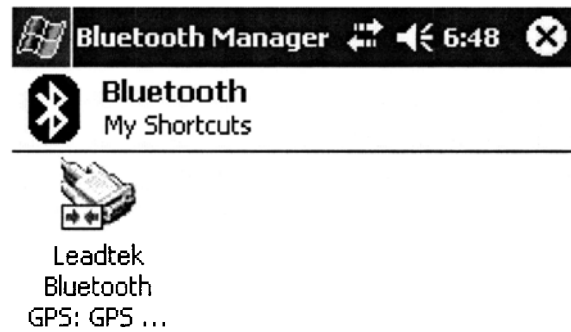 Bluetooth Manager 6:48
Bluetooth
My Shortcuts
Leadtek
Bluetooth
GPS: GPS ...